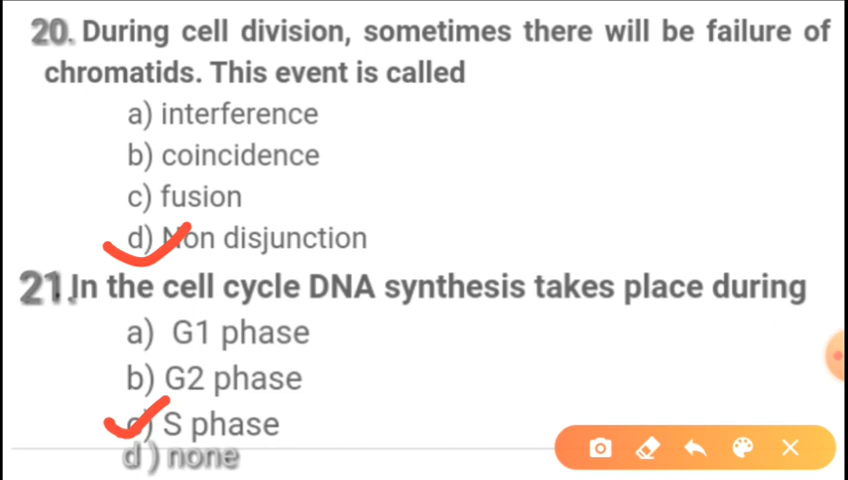 20. During cell division, sometimes there will be failure of
chromatids. This event is called
a) interference
b) coincidence
c) fusion
d) Non disjunction
21. In the cell cycle DNA synthesis takes place during
a) G1 phase
b) G2 phase
c) S phase
d ) none